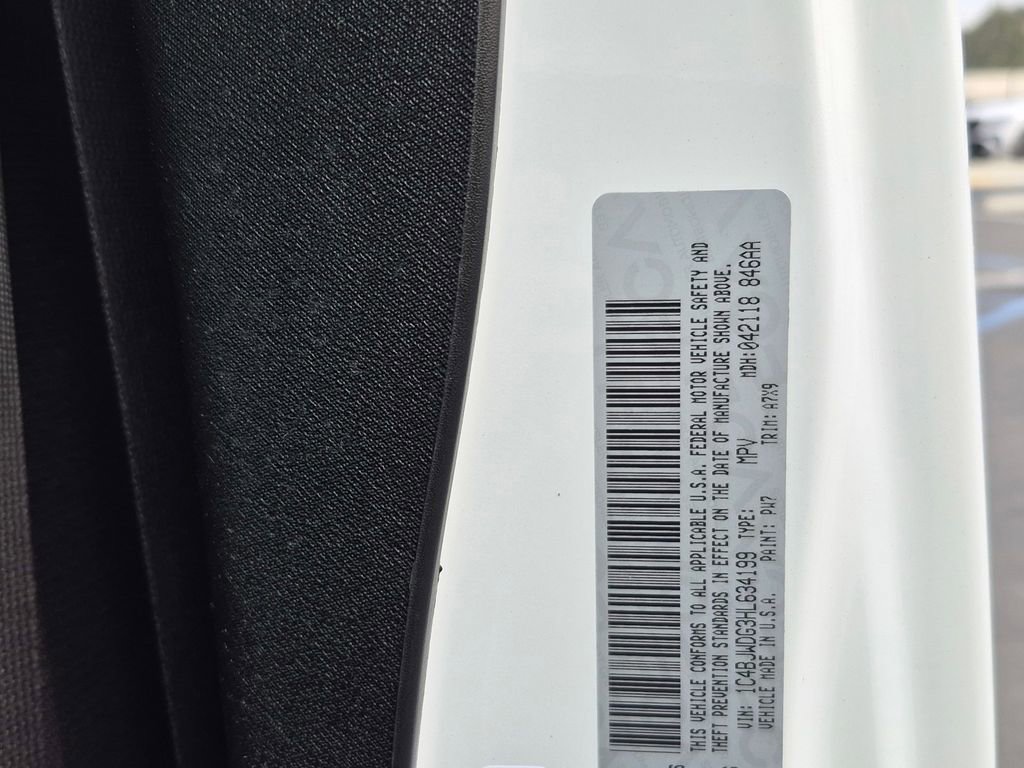 THIS VEHICLE CONFORMS TO ALL APPLICABLE U.S.A. FEDERAL MOTOR VEHICLE SAFETY AND
THEFT PREVENTION STANDARDS IN EFFECT ON THE DATE OF MANUFACTURE SHOWN ABOVE.
VIN: 1C4BJWDG3HL634199 TYPE: MPV MDH:042118 846AA
VEHICLE MADE IN U.S.A. PAINT: PW7 TRIM: A7X9